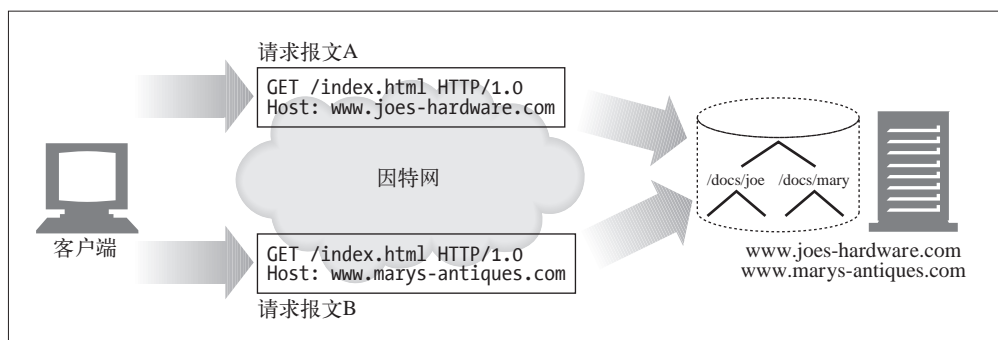 请求报文A
GET /index.html HTTP/1.0
Host: www.joes-hardware.com
因特网
客户端
/docs/joe /docs/mary
GET /index.html HTTP/1.0
Host: www.marys-antiques.com
请求报文B
www.joes-hardware.com
www.marys-antiques.com